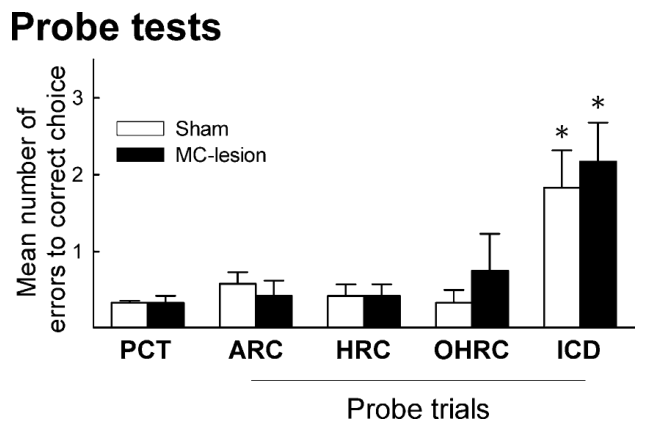 Probe tests
Mean number of
errors to correct choice
3
2
1
Sham
MC-lesion
*
*
PCT ARC HRC OHRC ICD
Probe trials